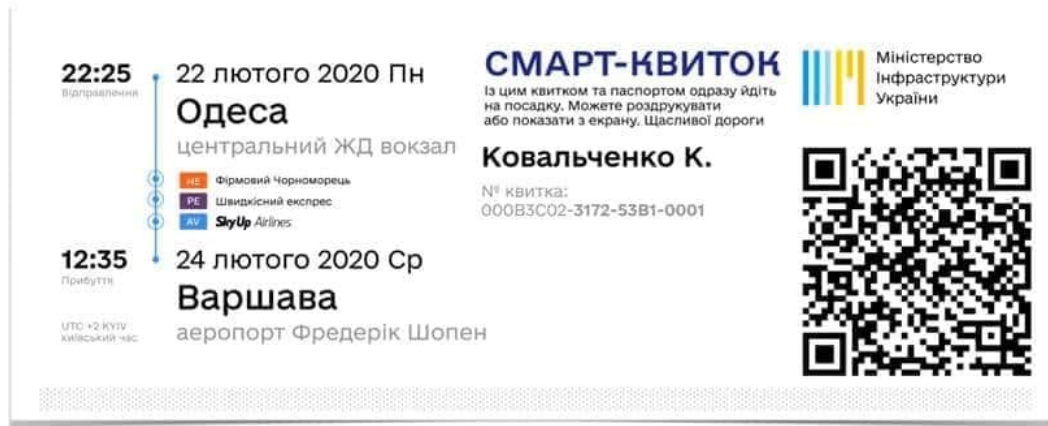 22:25
Відправлення
22 лютого 2020 Пн
Одеса
центральний ЖД вокзал
НЕ Фірмовий Чорноморець
РЕ Швидкісний експрес
AV SkyUp Airlines
12:35
Прибуття
24 лютого 2020 Ср
Варшава
аеропорт Фредерік Шопен
UTC +2 KYIV
київський час
СМАРТ-КВИТОК
Із цим квитком та паспортом одразу йдіть
на посадку. Можете роздрукувати
або показати з екрану. Щасливої дороги
Ковальченко К.
№ квитка:
000B3C02-3172-53B1-0001
Міністерство
Інфраструктури
України